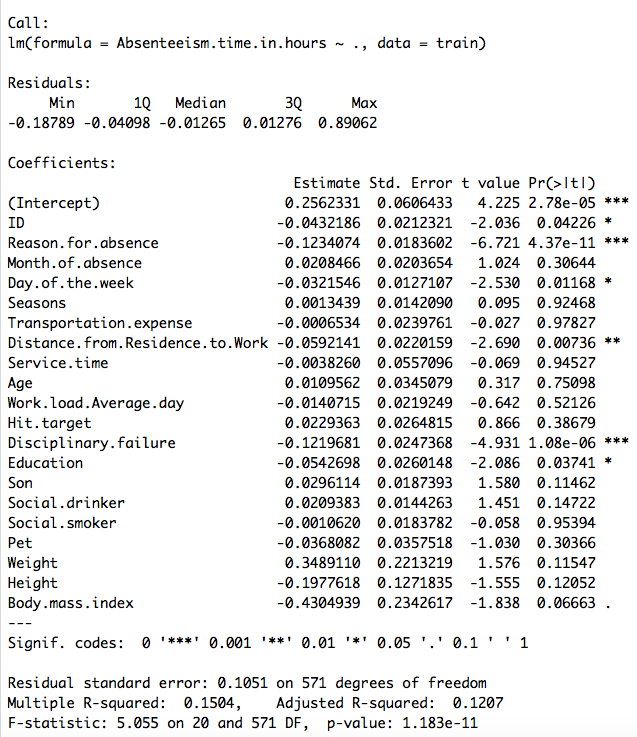 Call:
lm(formula = Absenteeism.time.in.hours ~ ., data = train)
Residuals:
Min 1Q Median 3Q Max
-0.18789 -0.04098 -0.01265 0.01276 0.89062
Coefficients:
Estimate Std. Error t value Pr(>|t|)
(Intercept) 0.2562331 0.0606433 4.225 2.78e-05 ***
ID -0.0432186 0.0212321 -2.036 0.04226 *
Reason.for.absence -0.1234074 0.0183602 -6.721 4.37e-11 ***
Month.of.absence 0.0208466 0.0203654 1.024 0.30644
Day.of.the.week -0.0321546 0.0127107 -2.530 0.01168 *
Seasons 0.0013439 0.0142090 0.095 0.92468
Transportation.expense -0.0006534 0.0239761 -0.027 0.97827
Distance.from.Residence.to.Work -0.0592141 0.0220159 -2.690 0.00736 **
Service.time -0.0038260 0.0557096 -0.069 0.94527
Age 0.0109562 0.0345079 0.317 0.75098
Work.load.Average.day -0.0140715 0.0219249 -0.642 0.52126
Hit.target 0.0229363 0.0264815 0.866 0.38679
Disciplinary.failure -0.1219681 0.0247368 -4.931 1.08e-06 ***
Education -0.0542698 0.0260148 -2.086 0.03741 *
Son 0.0296114 0.0187393 1.580 0.11462
Social.drinker 0.0209383 0.0144263 1.451 0.14722
Social.smoker -0.0010620 0.0183782 -0.058 0.95394
Pet -0.0368082 0.0357518 -1.030 0.30366
Weight 0.3489110 0.2213219 1.576 0.11547
Height -0.1977618 0.1271835 -1.555 0.12052
Body.mass.index -0.4304939 0.2342617 -1.838 0.06663 .
---
Signif. codes: 0 '***' 0.001 '**' 0.01 '*' 0.05 '.' 0.1 ' ' 1
Residual standard error: 0.1051 on 571 degrees of freedom
Multiple R-squared: 0.1504, Adjusted R-squared: 0.1207
F-statistic: 5.055 on 20 and 571 DF, p-value: 1.183e-11